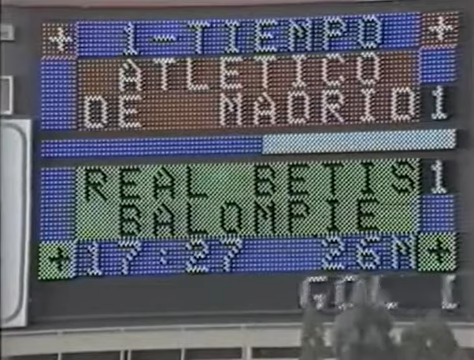 1-TIEMPO
ATLETICO
DE MADRID 1
REAL BETIS 1
BALOMPIE
17:27 26M